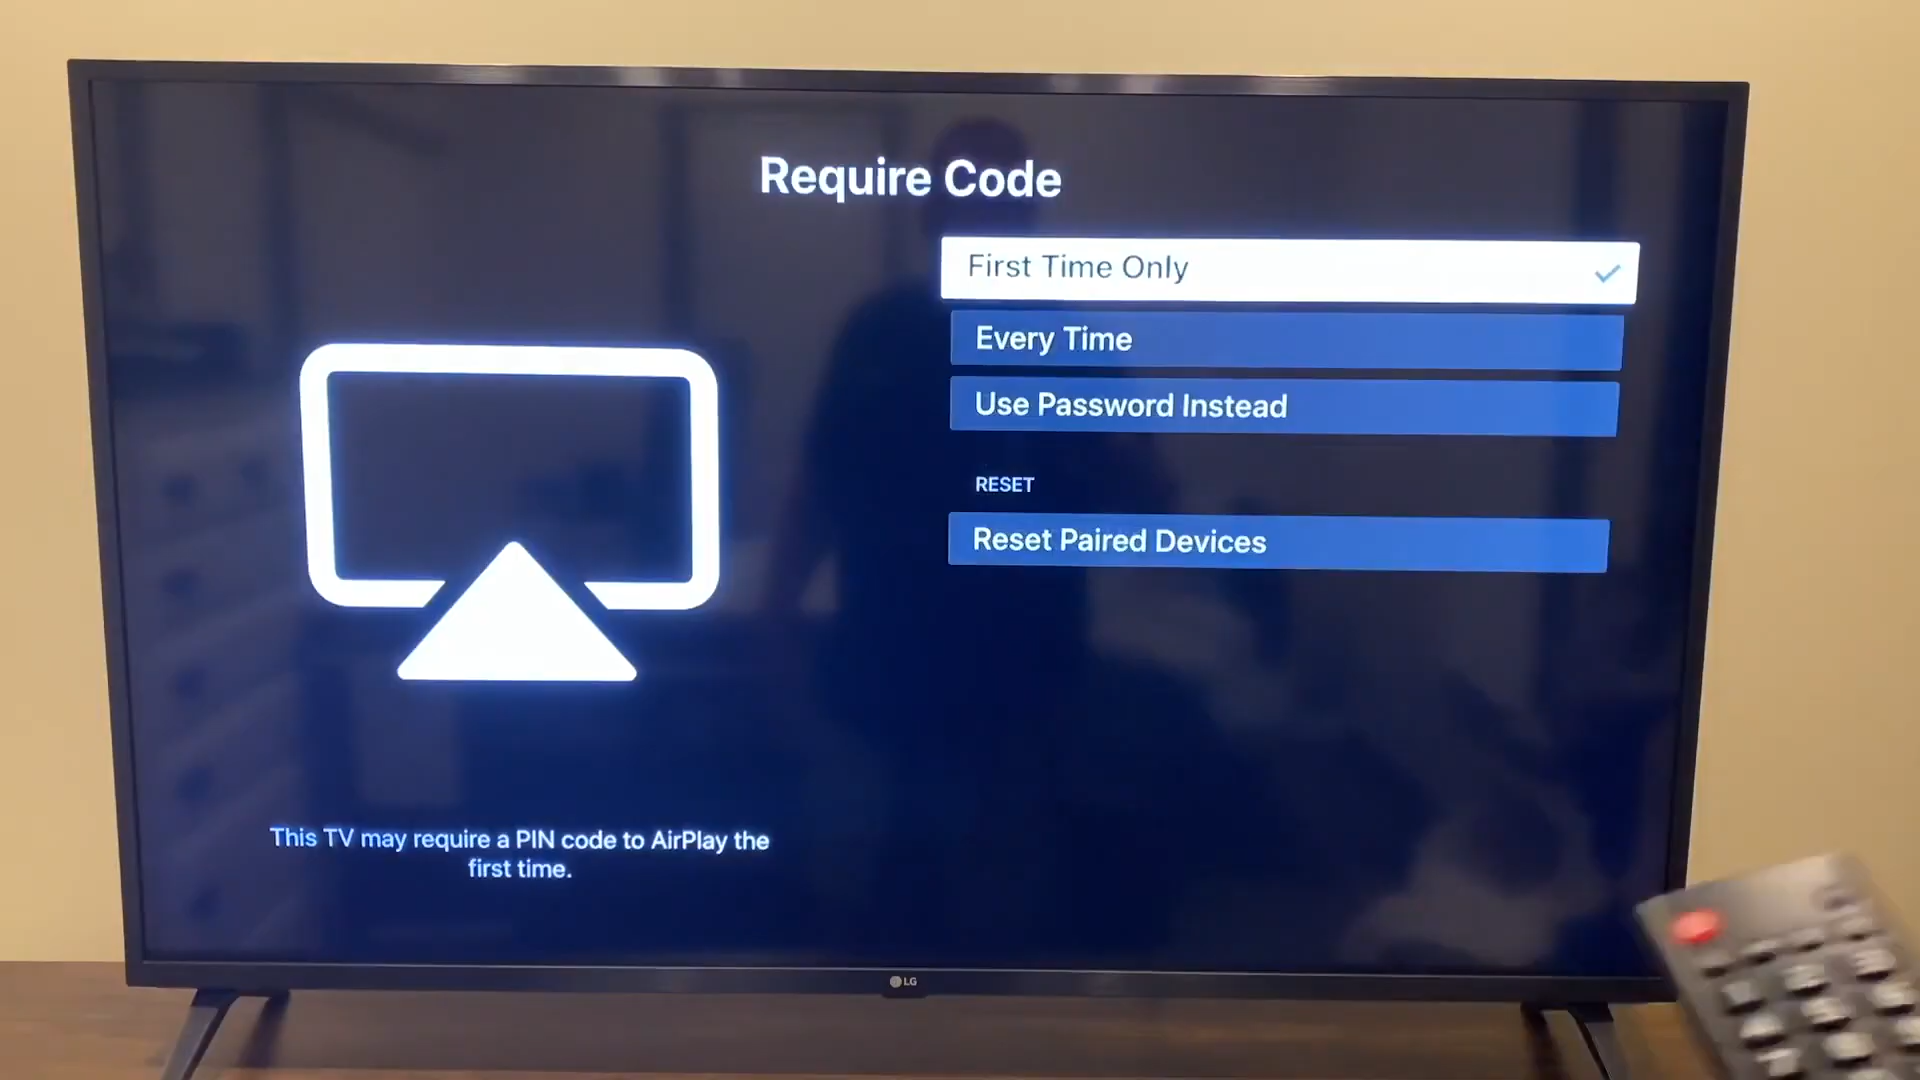 Require Code
First Time Only
Every Time
Use Password Instead
RESET
Reset Paired Devices
This TV may require a PIN code to AirPlay the
first time.
LG